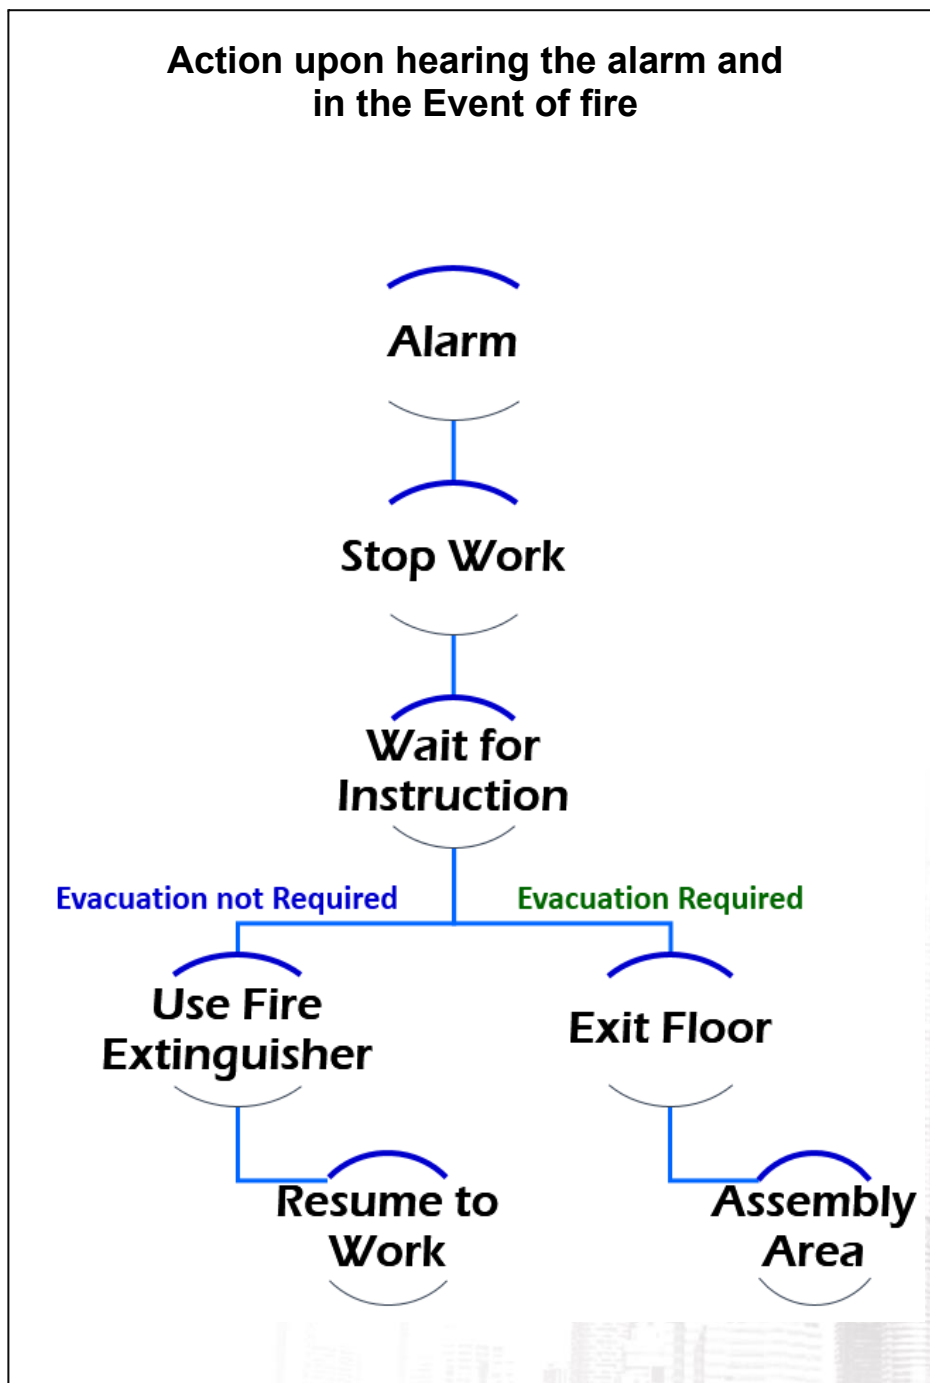 Action upon hearing the alarm and
in the Event of fire
Alarm
Stop Work
Wait for
Instruction
Evacuation not Required
Evacuation Required
Use Fire
Extinguisher
Exit Floor
Resume to
Work
Assembly
Area